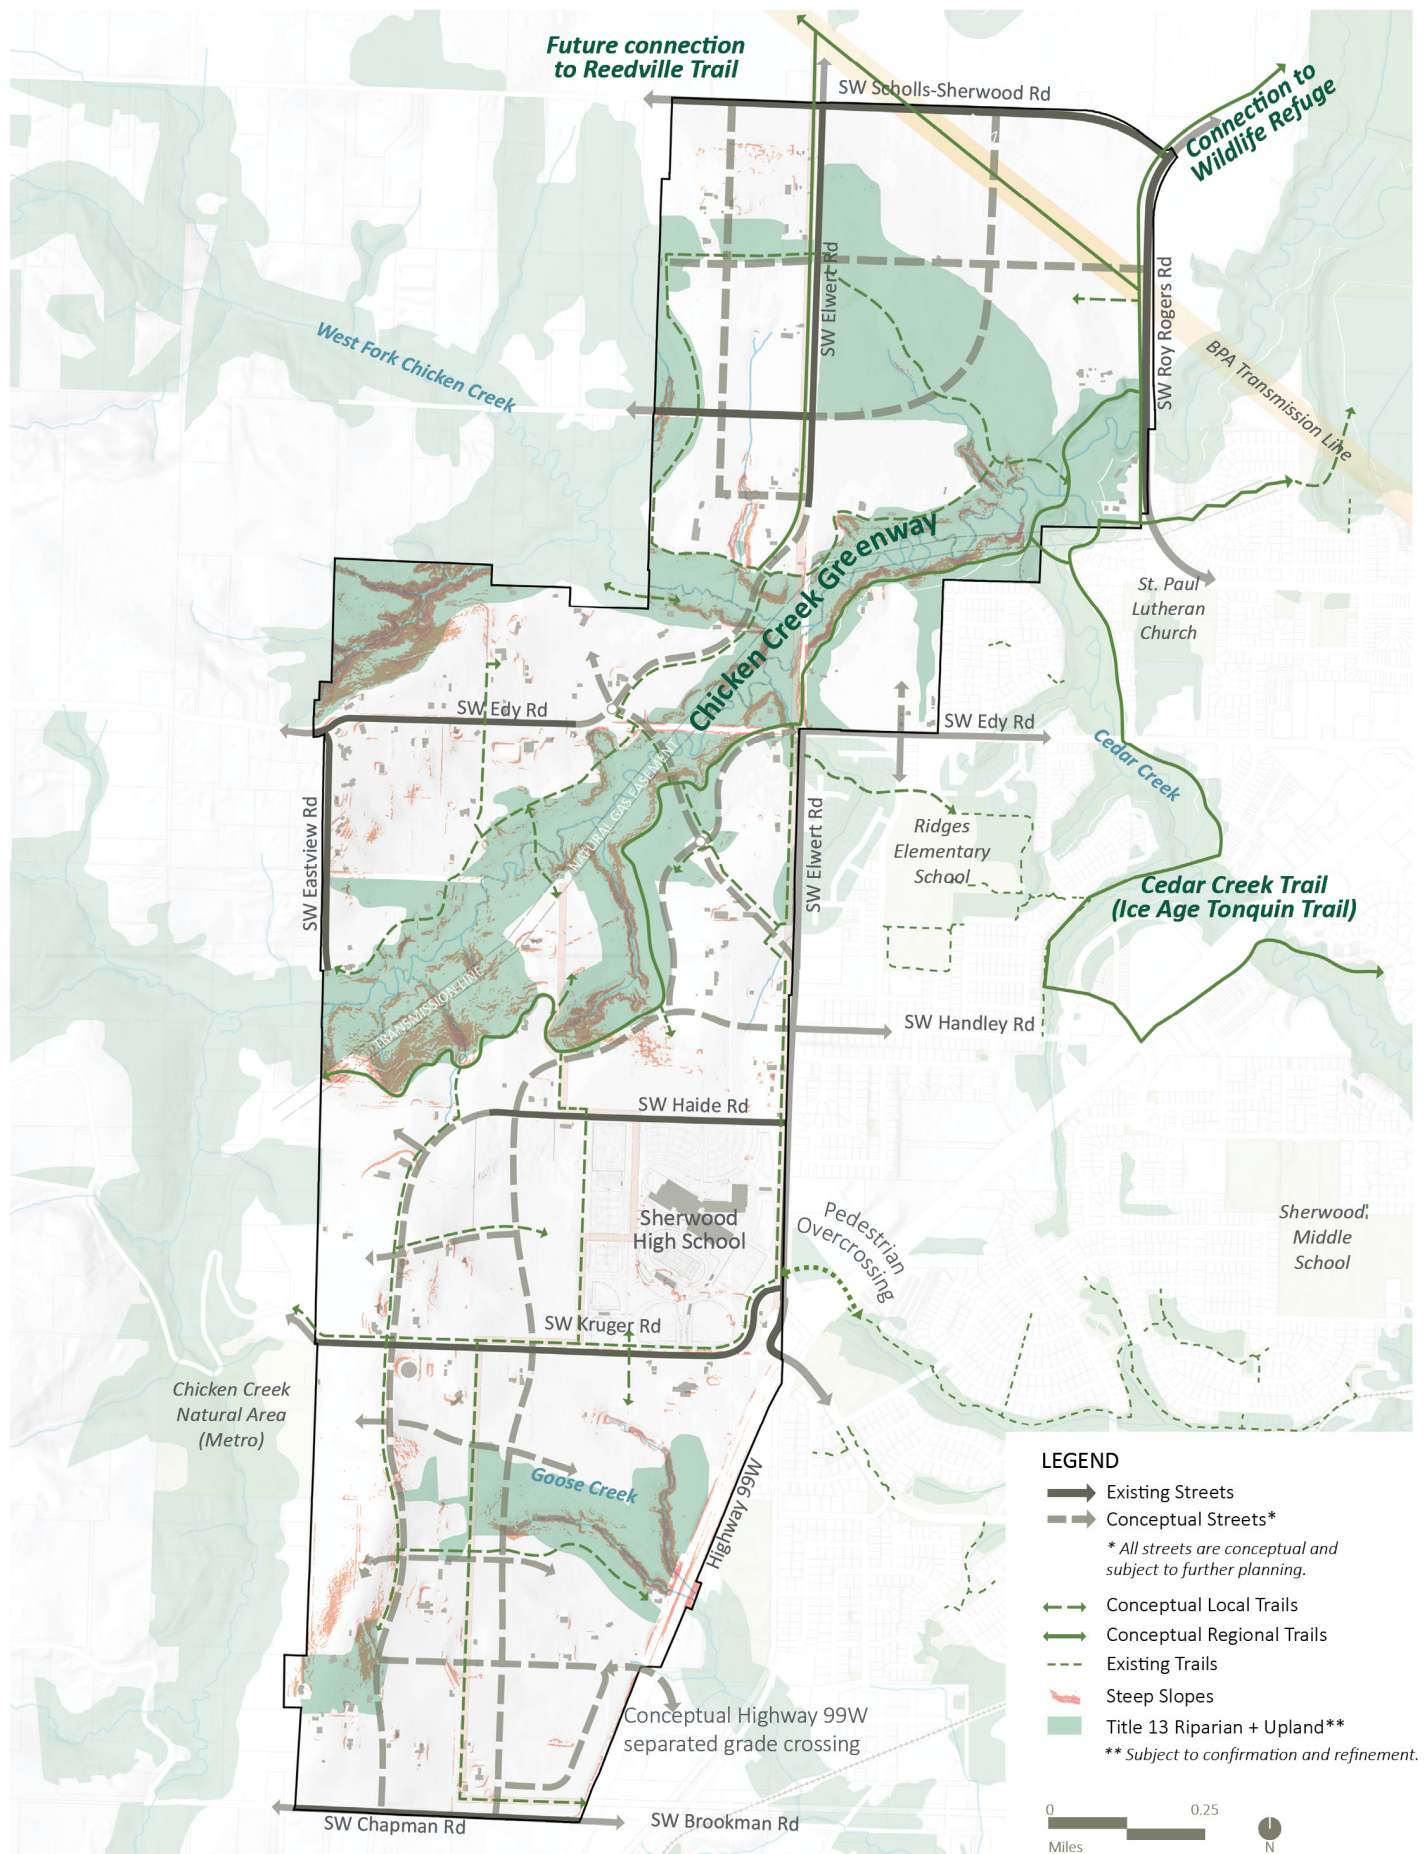 Future connection
to Reedville Trail
SW Scholls-Sherwood Rd
Connection to
Wildlife Refuge
SW Elwert Rd
SW Roy Rogers Rd
BPA Transmission Line
West Fork Chicken Creek
Chicken Creek Greenway
St. Paul
Lutheran
Church
SW Edy Rd
SW Edy Rd
Cedar Creek
NATURAL GAS EASEMENT
SW Eastview Rd
SW Elwert Rd
Ridges
Elementary
School
Cedar Creek Trail
(Ice Age Tonquin Trail)
TRANSMISSION LINE
SW Handley Rd
SW Haide Rd
Sherwood
High School
Pedestrian
Overcrossing
Sherwood
Middle
School
SW Kruger Rd
Chicken Creek
Natural Area
(Metro)
Goose Creek
Highway 99W
Conceptual Highway 99W
separated grade crossing
SW Chapman Rd
SW Brookman Rd
LEGEND
Existing Streets
Conceptual Streets*
* All streets are conceptual and
subject to further planning.
Conceptual Local Trails
Conceptual Regional Trails
Existing Trails
Steep Slopes
Title 13 Riparian + Upland**
** Subject to confirmation and refinement.
0 0.25
Miles N